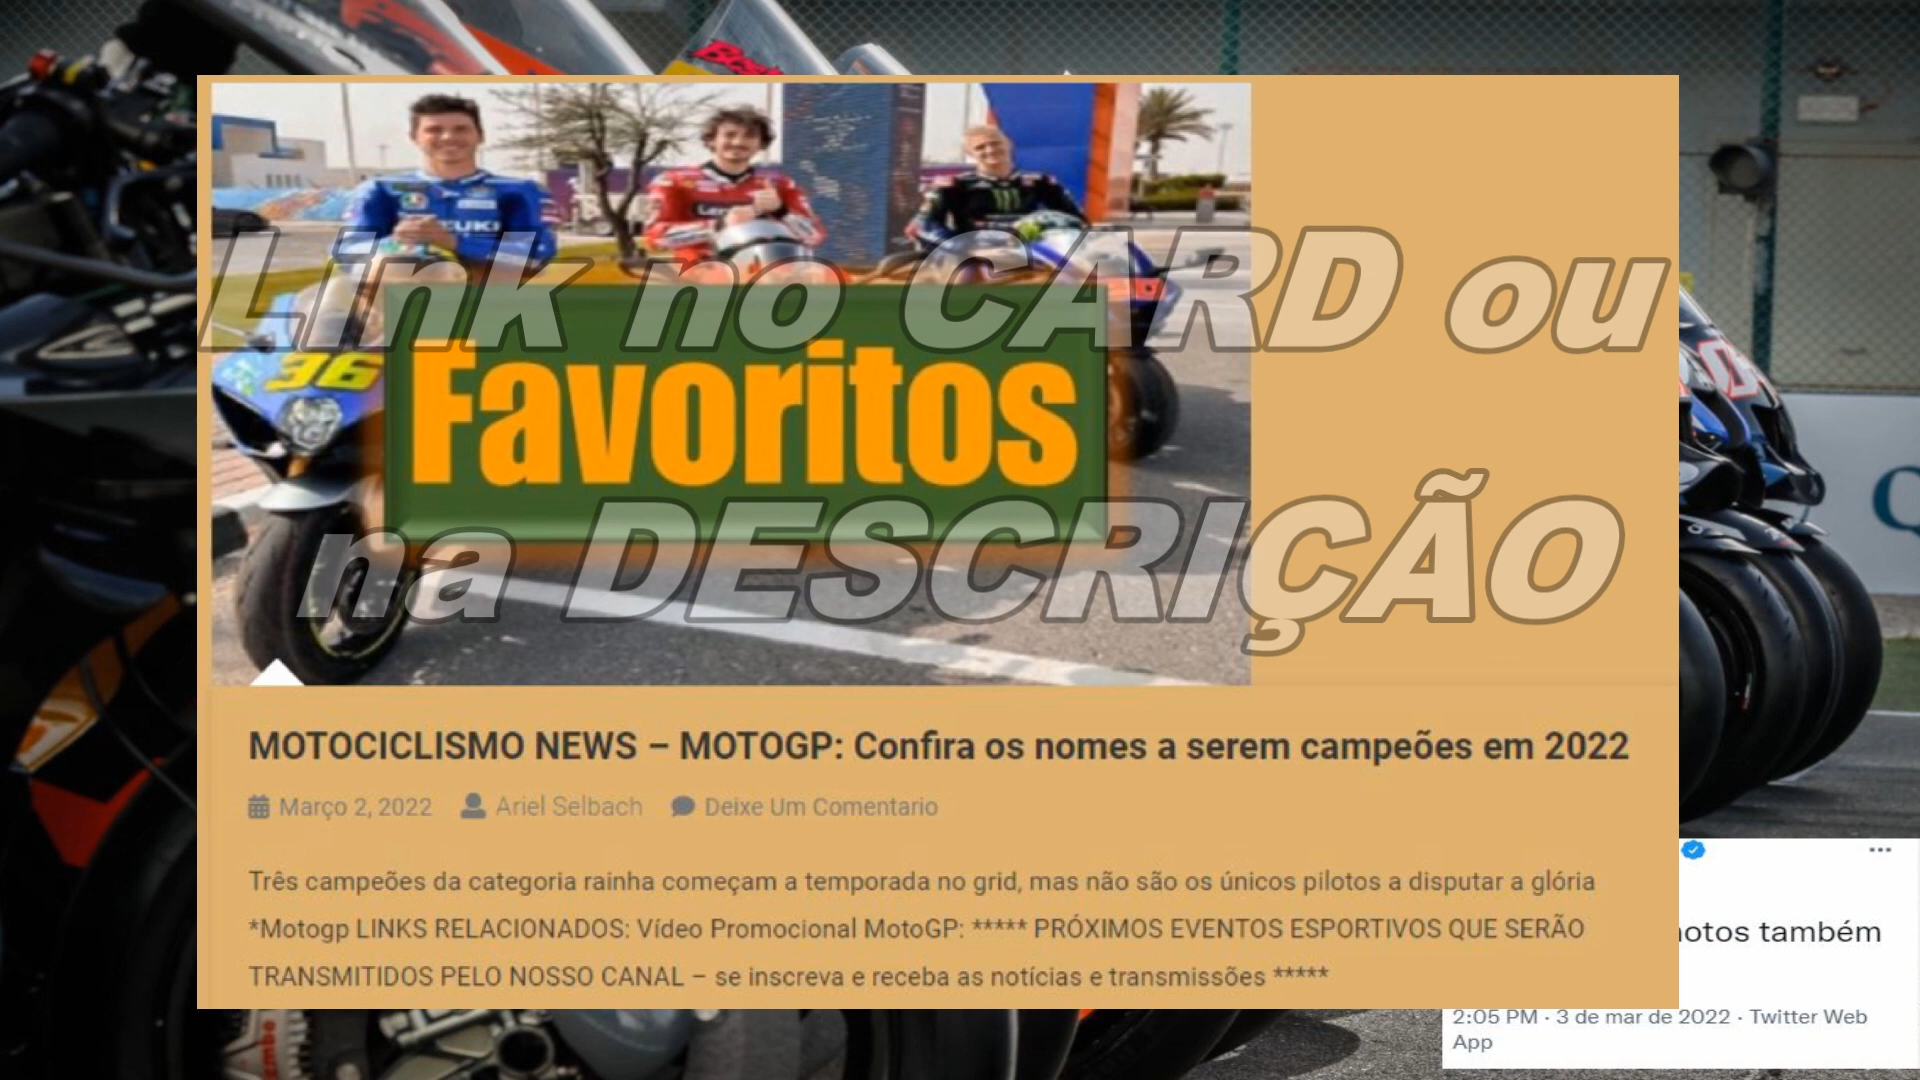 Link no CARD ou
36
Favoritos
na DESCRIÇÃO
MOTOCICLISMO NEWS – MOTOGP: Confira os nomes a serem campeões em 2022
Março 2, 2022 Ariel Selbach Deixe Um Comentario
Três campeões da categoria rainha começam a temporada no grid, mas não são os únicos pilotos a disputar a glória
*Motogp LINKS RELACIONADOS: Vídeo Promocional MotoGP: ***** PRÓXIMOS EVENTOS ESPORTIVOS QUE SERÃO
TRANSMITIDOS PELO NOSSO CANAL – se inscreva e receba as notícias e transmissões *****
também
2:05 PM · 3 de mar de 2022 · Twitter Web
App